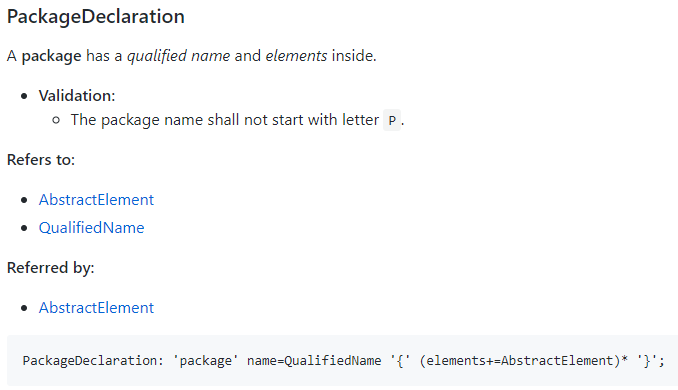 PackageDeclaration
A package has a qualified name and elements inside.
Validation:
The package name shall not start with letter P.
Refers to:
AbstractElement
QualifiedName
Referred by:
AbstractElement
PackageDeclaration: 'package' name=QualifiedName '{' (elements+=AbstractElement)* '}';